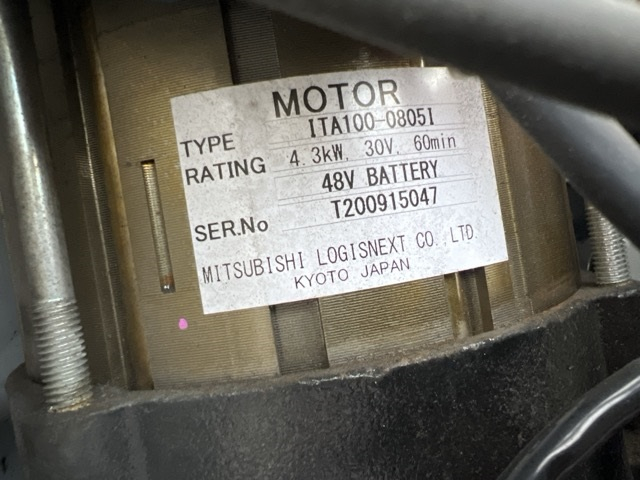 MOTOR
TYPE ITA100-0805I
RATING 4.3kW, 30V, 60min
48V BATTERY
SER.No T200915047
MITSUBISHI LOGISNEXT CO.,LTD.
KYOTO JAPAN